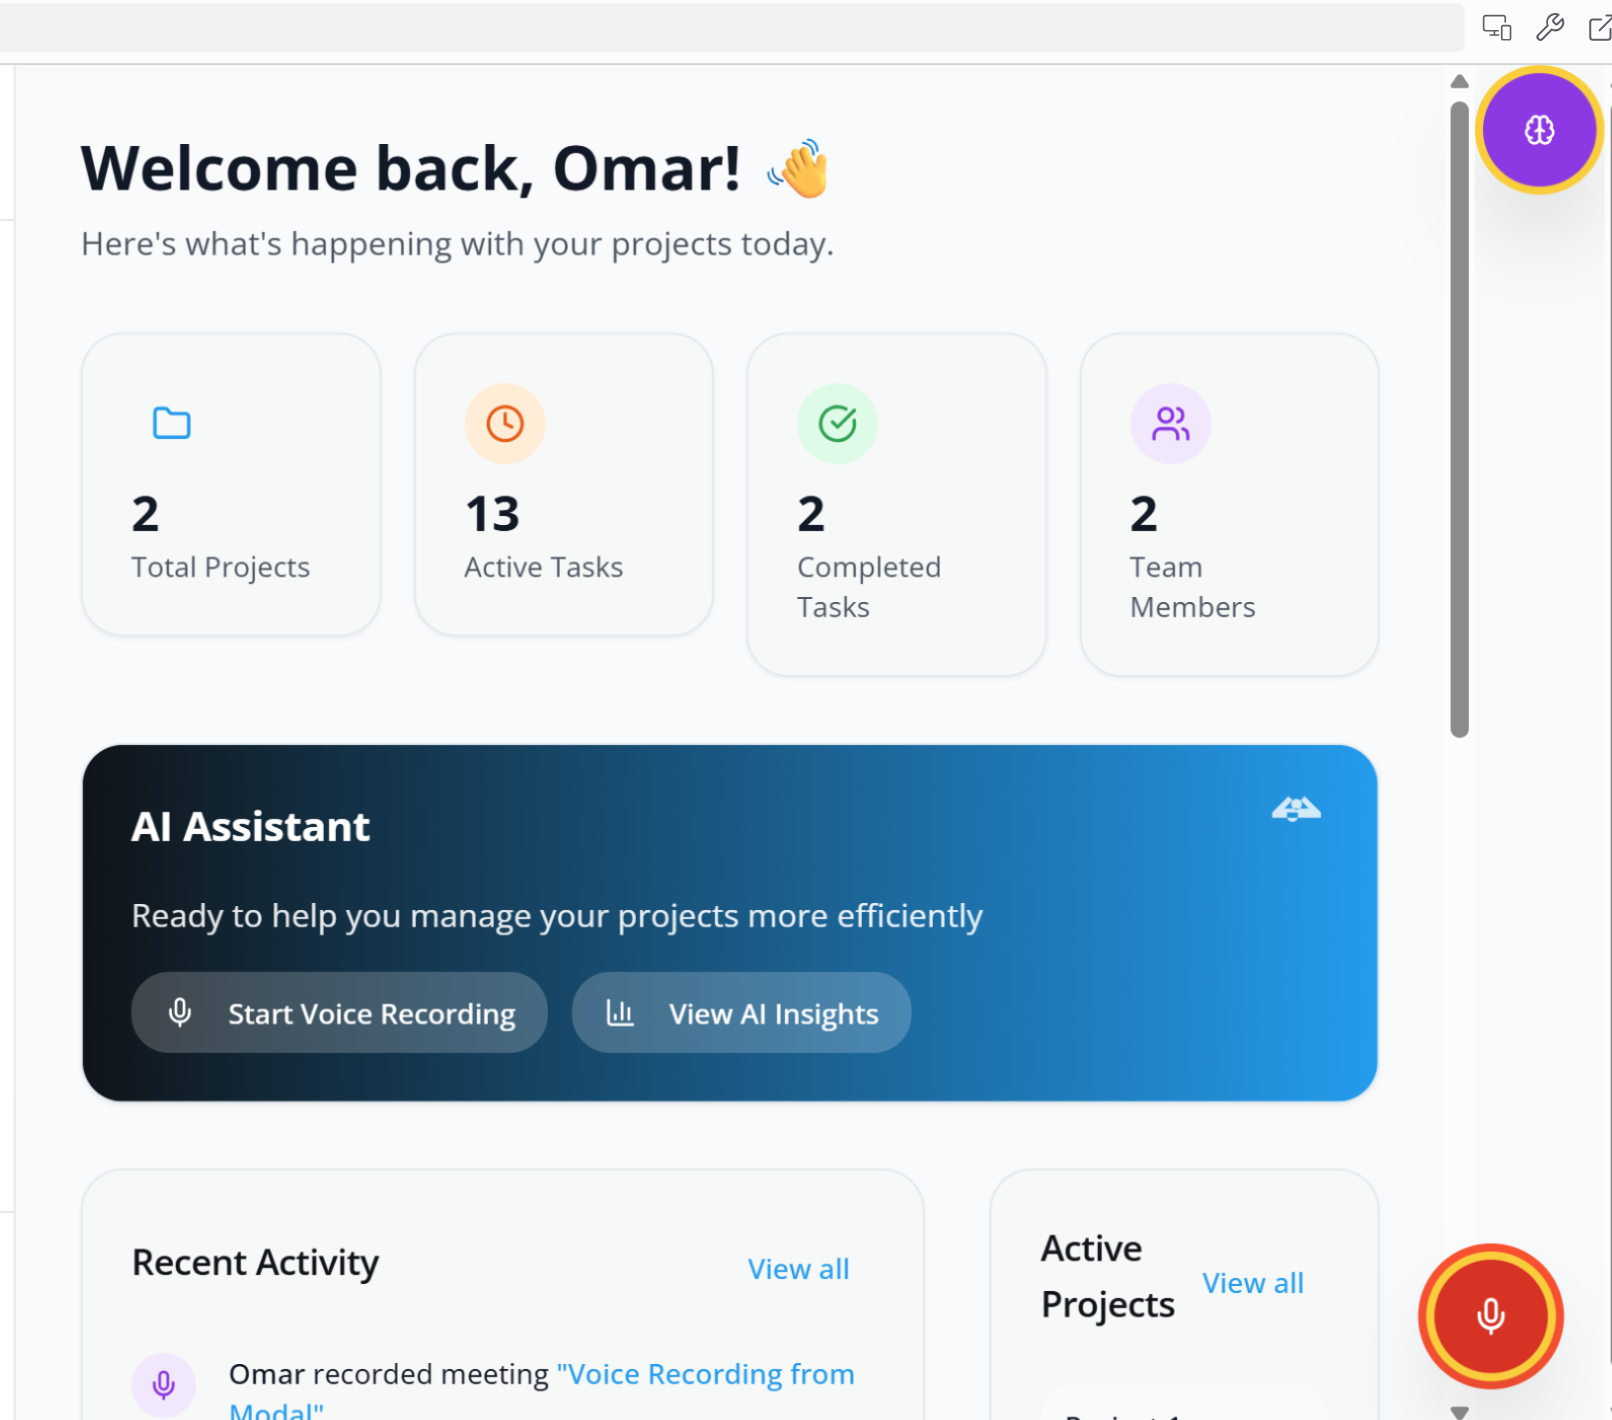 Welcome back, Omar! 👋
Here's what's happening with your projects today.
2
Total Projects
13
Active Tasks
2
Completed
Tasks
2
Team
Members
AI Assistant
Ready to help you manage your projects more efficiently
Start Voice Recording
View AI Insights
Recent Activity
View all
Omar recorded meeting "Voice Recording from
Modal"
Active
Projects
View all
Project 1